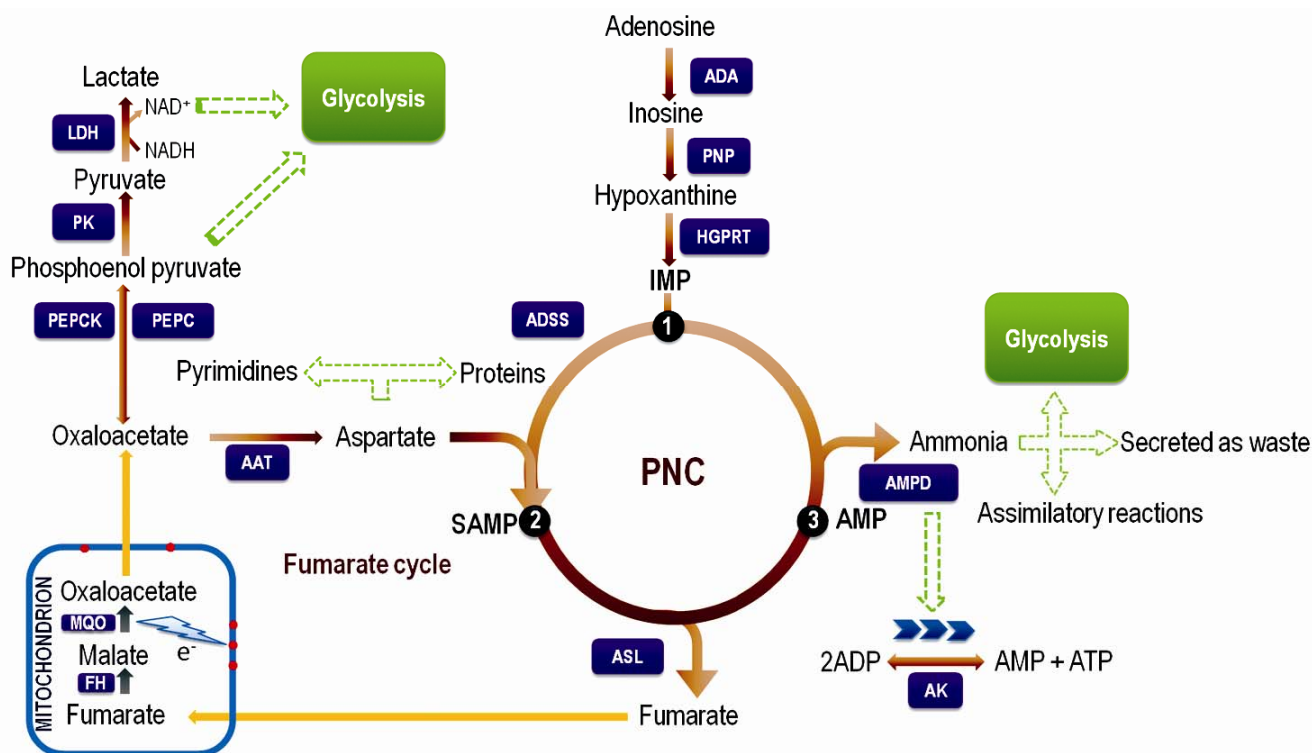 Adenosine
ADA
Inosine
PNP
Hypoxanthine
HGPRT
IMP
Lactate
NAD+
LDH
NADH
Pyruvate
PK
Phosphoenol pyruvate
PEPCK
PEPC
Glycolysis
ADSS
1
Pyrimidines
Proteins
Oxaloacetate
AAT
Aspartate
PNC
SAMP
2
3
AMP
Ammonia
AMPD
Glycolysis
Secreted as waste
Assimilatory reactions
Fumarate cycle
MITOCHONDRION
Oxaloacetate
MQO
e-
Malate
FH
Fumarate
ASL
Fumarate
2ADP
AMP + ATP
AK